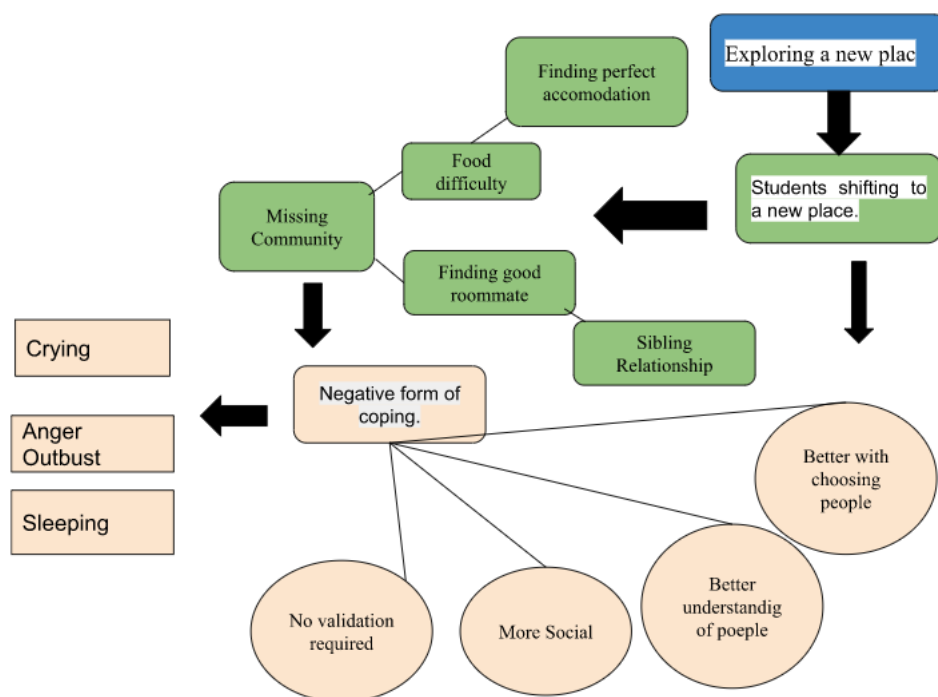 Exploring a new plac
Finding perfect
accomodation
Food
difficulty
Students shifting to
a new place.
Missing
Community
Finding good
roommate
Sibling
Relationship
Crying
Negative form of
coping.
Anger
Outbust
Sleeping
Better with
choosing
people
Better
understandig
of poeple
No validation
required
More Social